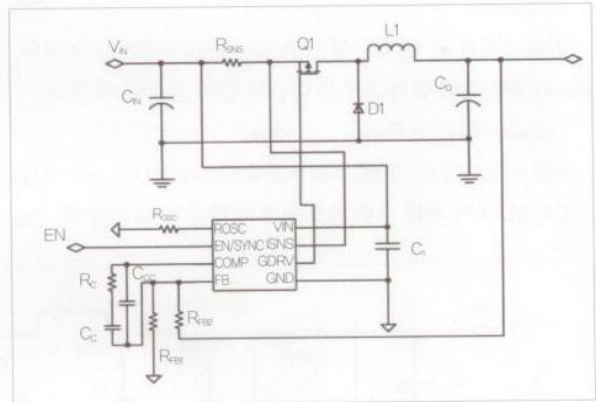 VIN
RSNS
Q1
L1
CIN
D1
CO
ROSC
EN
ROSC
EN/SYNC
COMP
FB
VIN
ISNS
GDRV
GND
C1
RC
CCC
CC
RFB2
RFB1